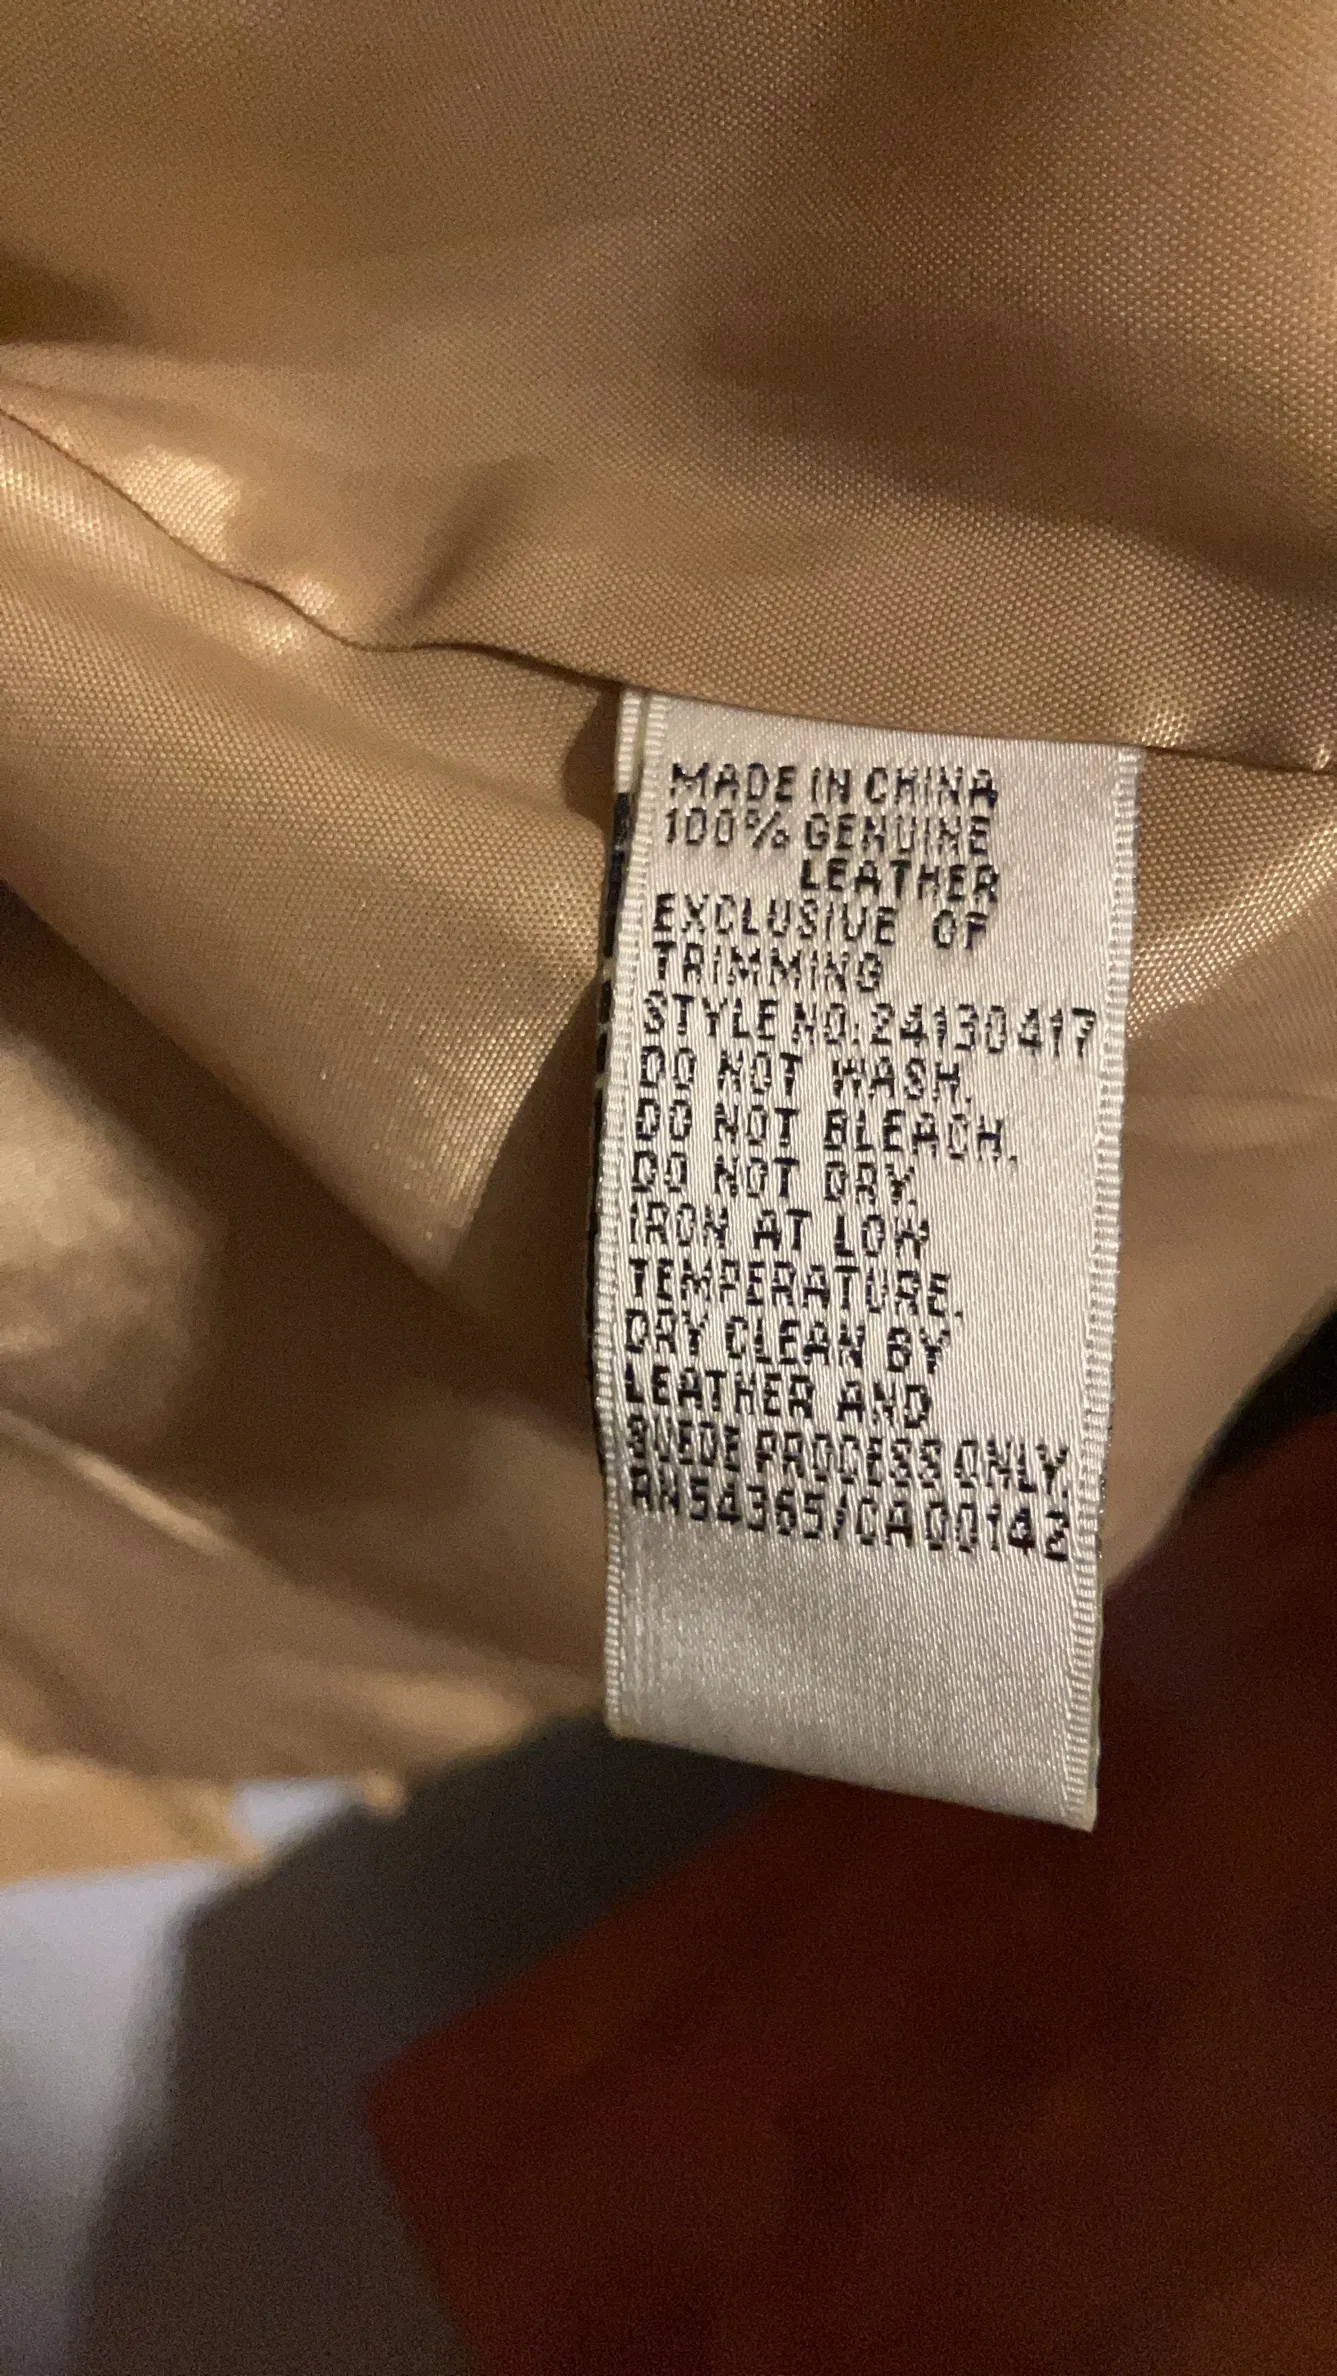 MADE IN CHINA
100% GENUINE
LEATHER
EXCLUSIVE OF
TRIMMING
STYLE NO:24130417
DO NOT WASH.
DO NOT BLEACH.
DO NOT DRY.
IRON AT LOW
TEMPERATURE.
DRY CLEAN BY
LEATHER AND
SUEDE PROCESS ONLY.
RN54365/CA00142